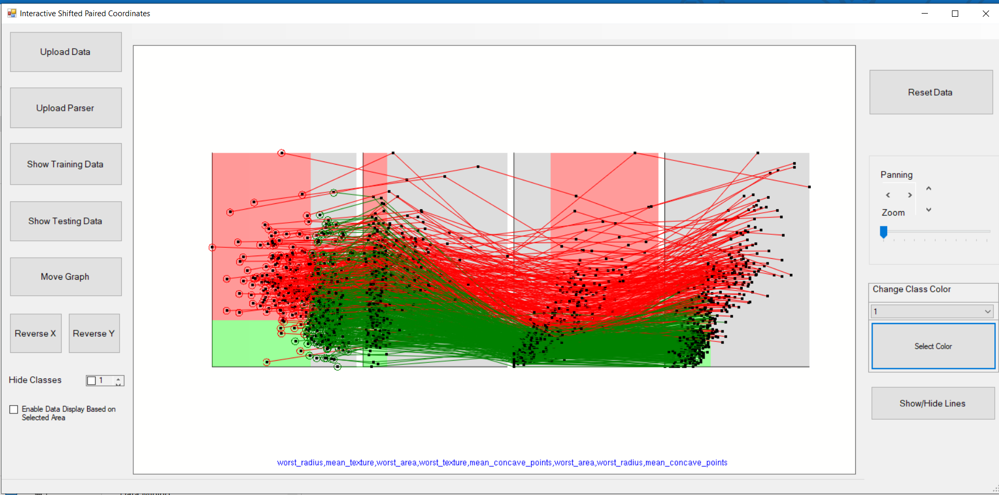 Interactive Shifted Paired Coordinates
Upload Data
Upload Parser
Show Training Data
Show Testing Data
Move Graph
Reverse X
Reverse Y
Hide Classes
1
Enable Data Display Based on
Selected Area
worst_radius,mean_texture,worst_area,worst_texture,mean_concave_points,worst_area,worst_radius,mean_concave_points
Reset Data
Panning
Zoom
Change Class Color
1
Select Color
Show/Hide Lines